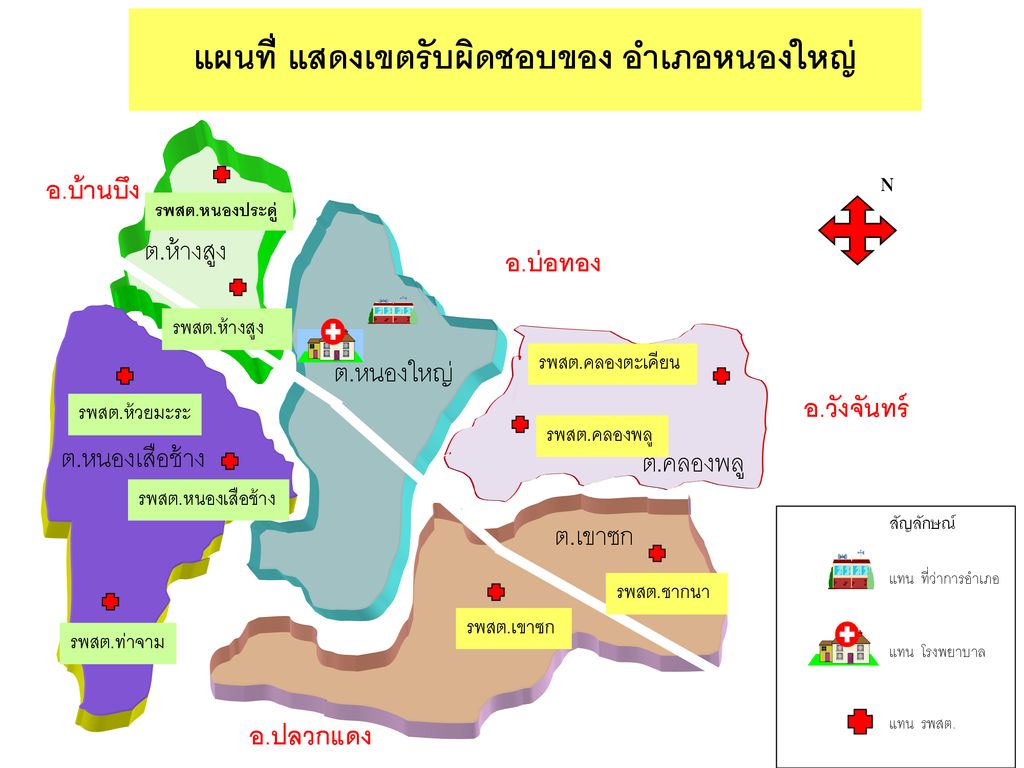 แผนที่ แสดงเขตรับผิดชอบของ อำเภอหนองใหญ่
อ.บ้านบึง
N
รพสต.หนองประดู่
ต.ห้างสูง
อ.บ่อทอง
รพสต.ห้างสูง
ต.หนองใหญ่
รพสต.คลองตะเคียน
อ.วังจันทร์
รพสต.ห้วยมะระ
รพสต.คลองพลู
ต.คลองพลู
ต.หนองเสือช้าง
รพสต.หนองเสือช้าง
ต.เขาซก
รพสต.ชากนา
รพสต.เขาซก
รพสต.ท่าจาม
อ.ปลวกแดง
สัญลักษณ์
แทน ที่ว่าการอำเภอ
แทน โรงพยาบาล
แทน รพสต.